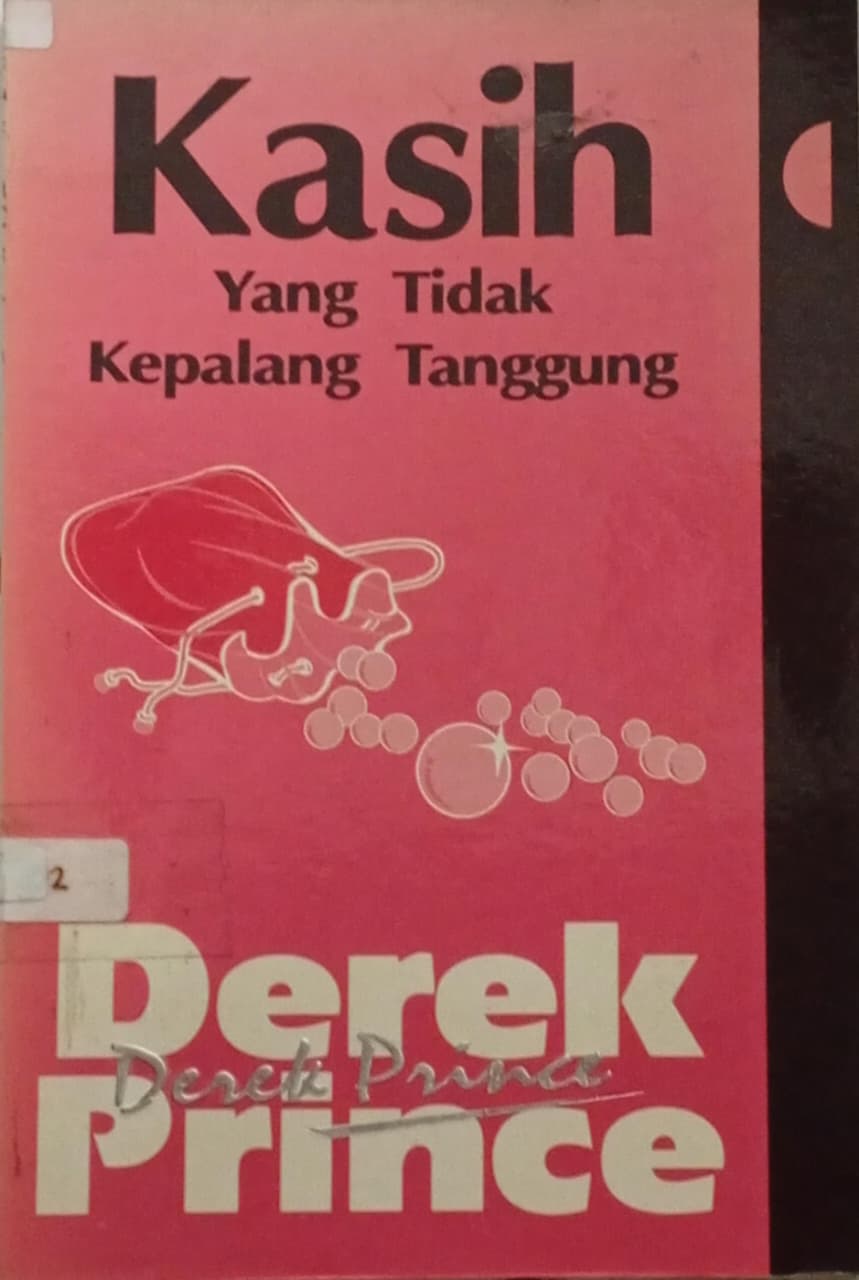 Kasih
Yang Tidak
Kepalang Tanggung
2
Derek
Derek Prince
Prince